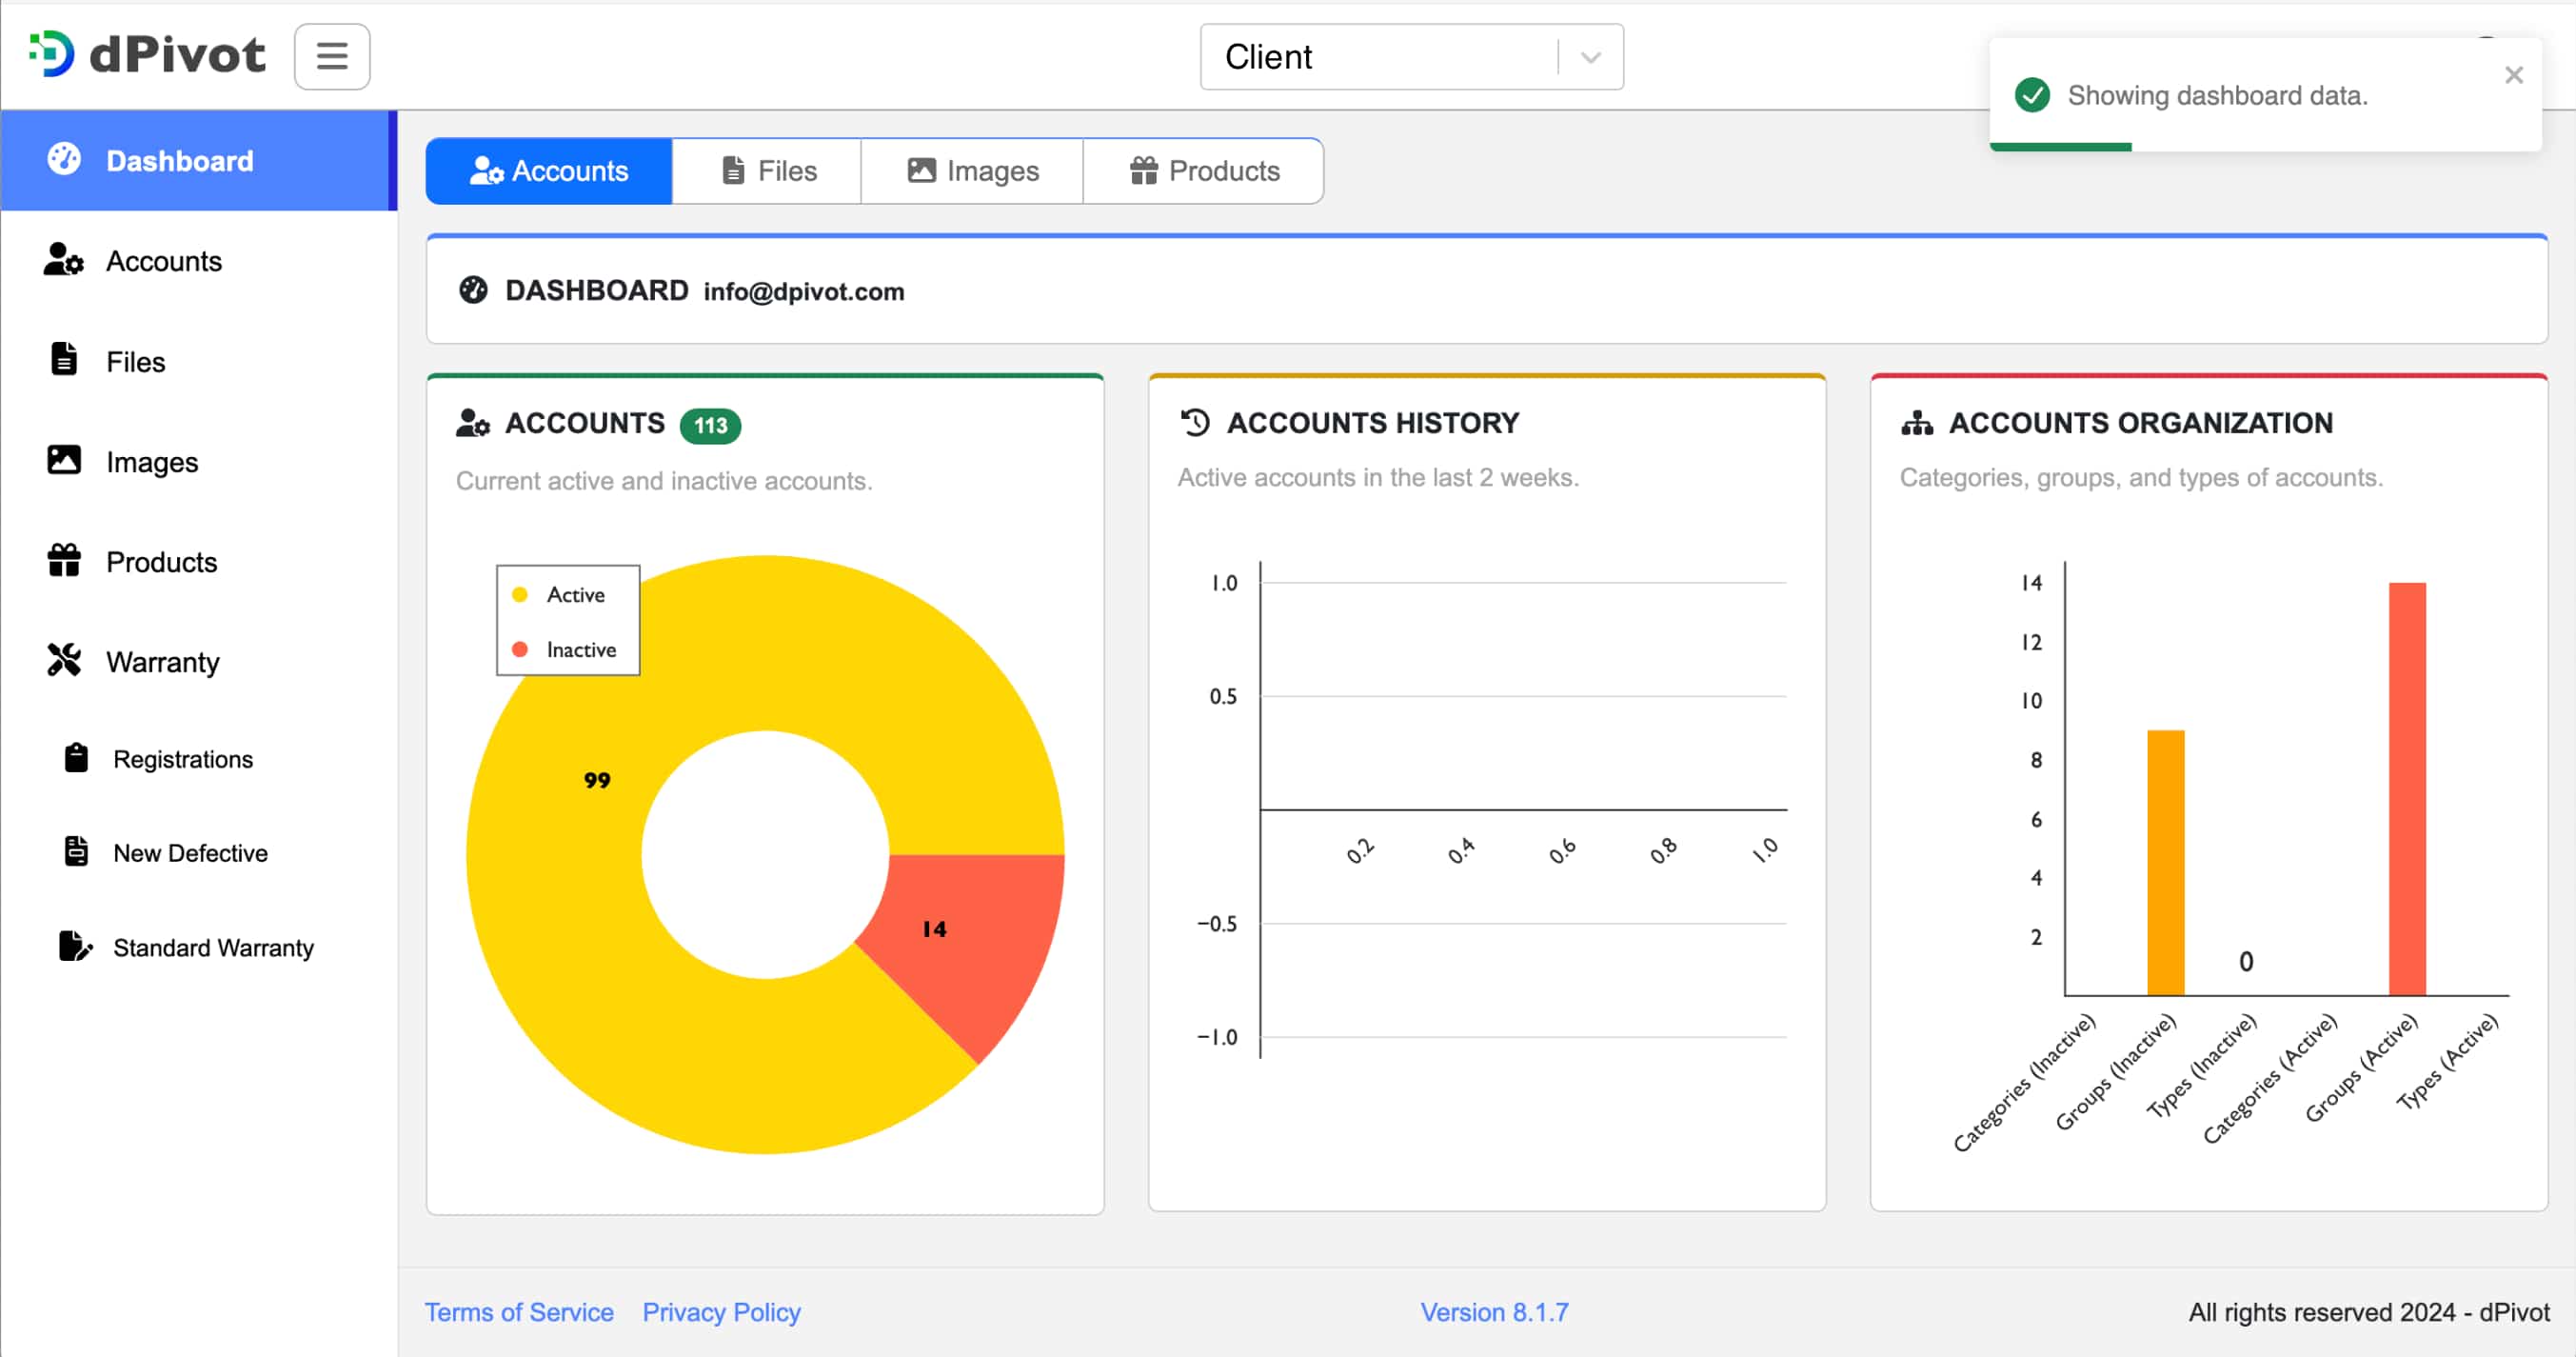 dPivot
Client
Showing dashboard data.
Dashboard
Accounts
Files
Images
Products
Warranty
Registrations
New Defective
Standard Warranty
Accounts Files Images Products
DASHBOARD info@dpivot.com
ACCOUNTS 113
Current active and inactive accounts.
Active
Inactive
99
14
ACCOUNTS HISTORY
Active accounts in the last 2 weeks.
1.0
0.5
−0.5
−1.0
0.2 0.4 0.6 0.8 1.0
ACCOUNTS ORGANIZATION
Categories, groups, and types of accounts.
14
12
10
8
6
4
2
0
Categories (Inactive)
Groups (Inactive)
Types (Inactive)
Categories (Active)
Groups (Active)
Types (Active)
Terms of Service Privacy Policy Version 8.1.7 All rights reserved 2024 - dPivot